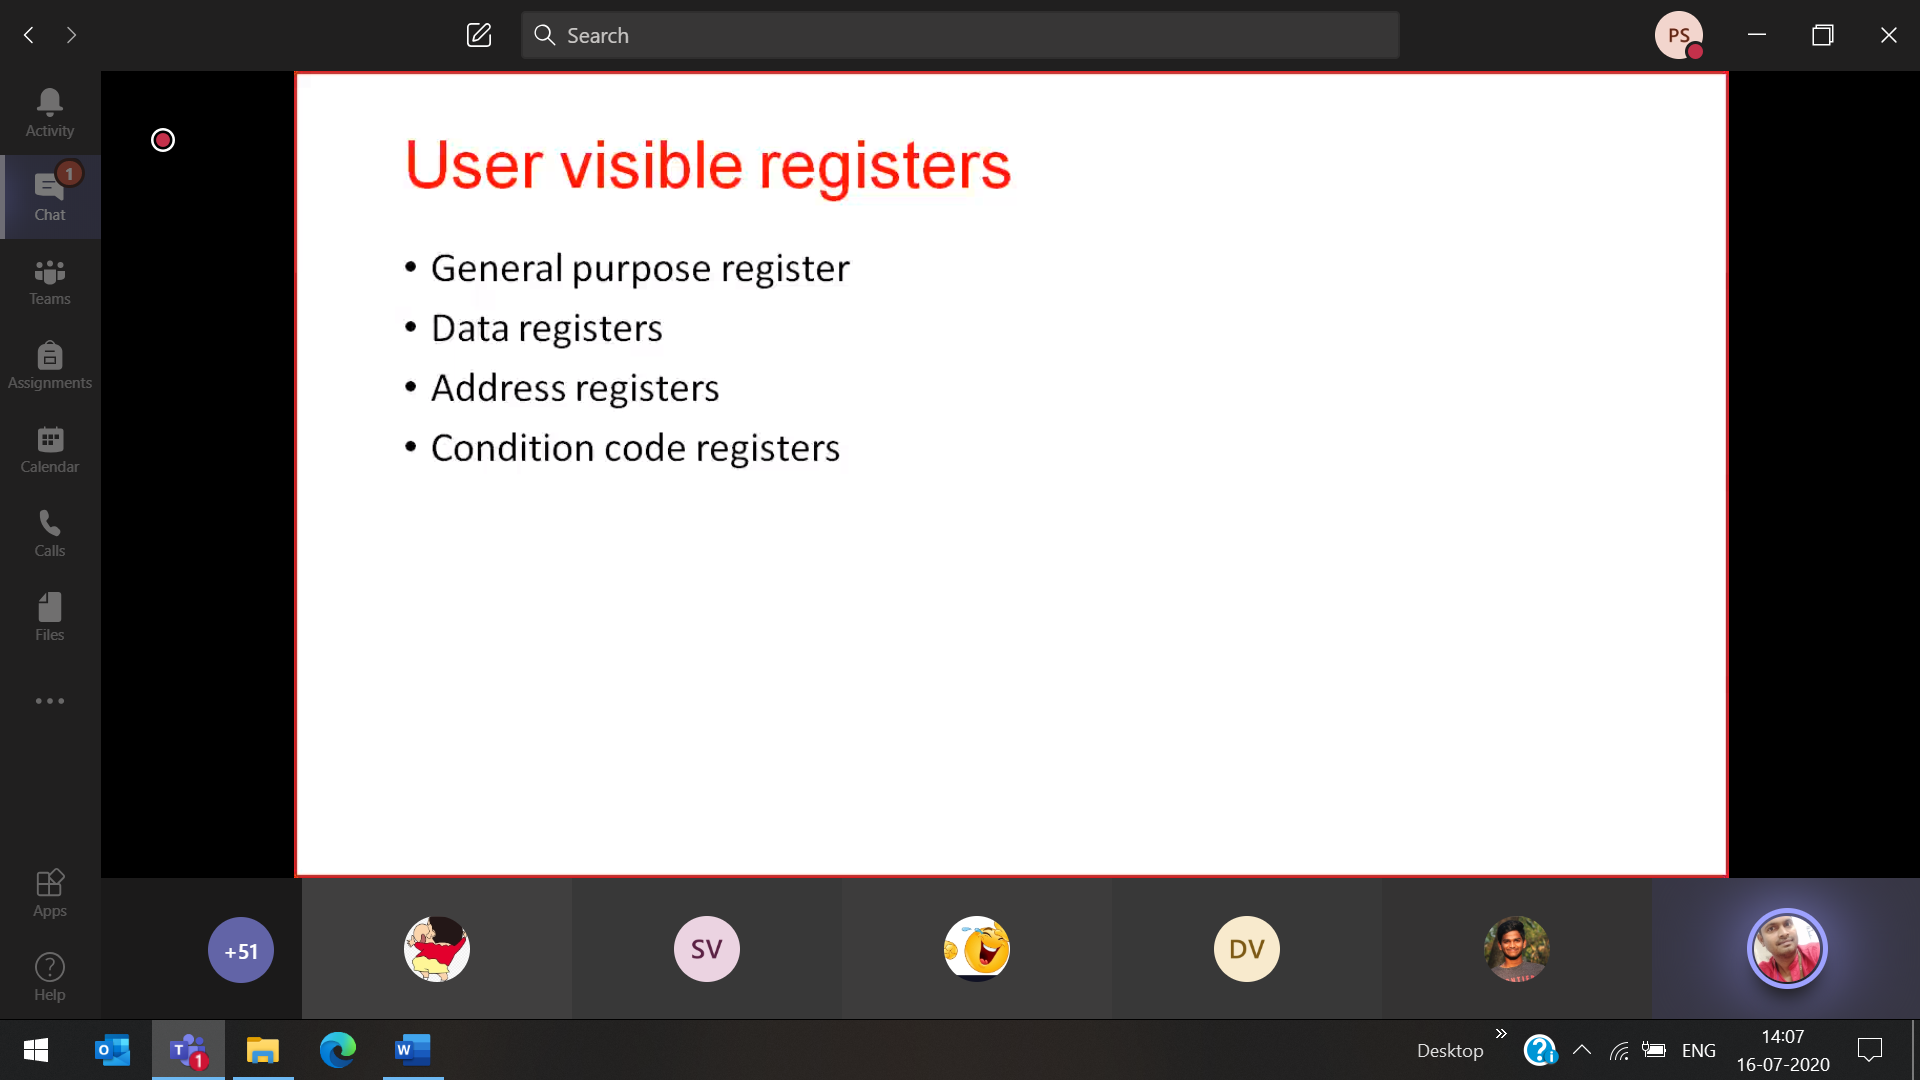 Search
PS
Activity
1
Chat
Teams
Assignments
Calendar
Calls
Files
Apps
Help
User visible registers
• General purpose register
• Data registers
• Address registers
• Condition code registers
+51
SV
DV
Desktop
ENG
14:07
16-07-2020
1